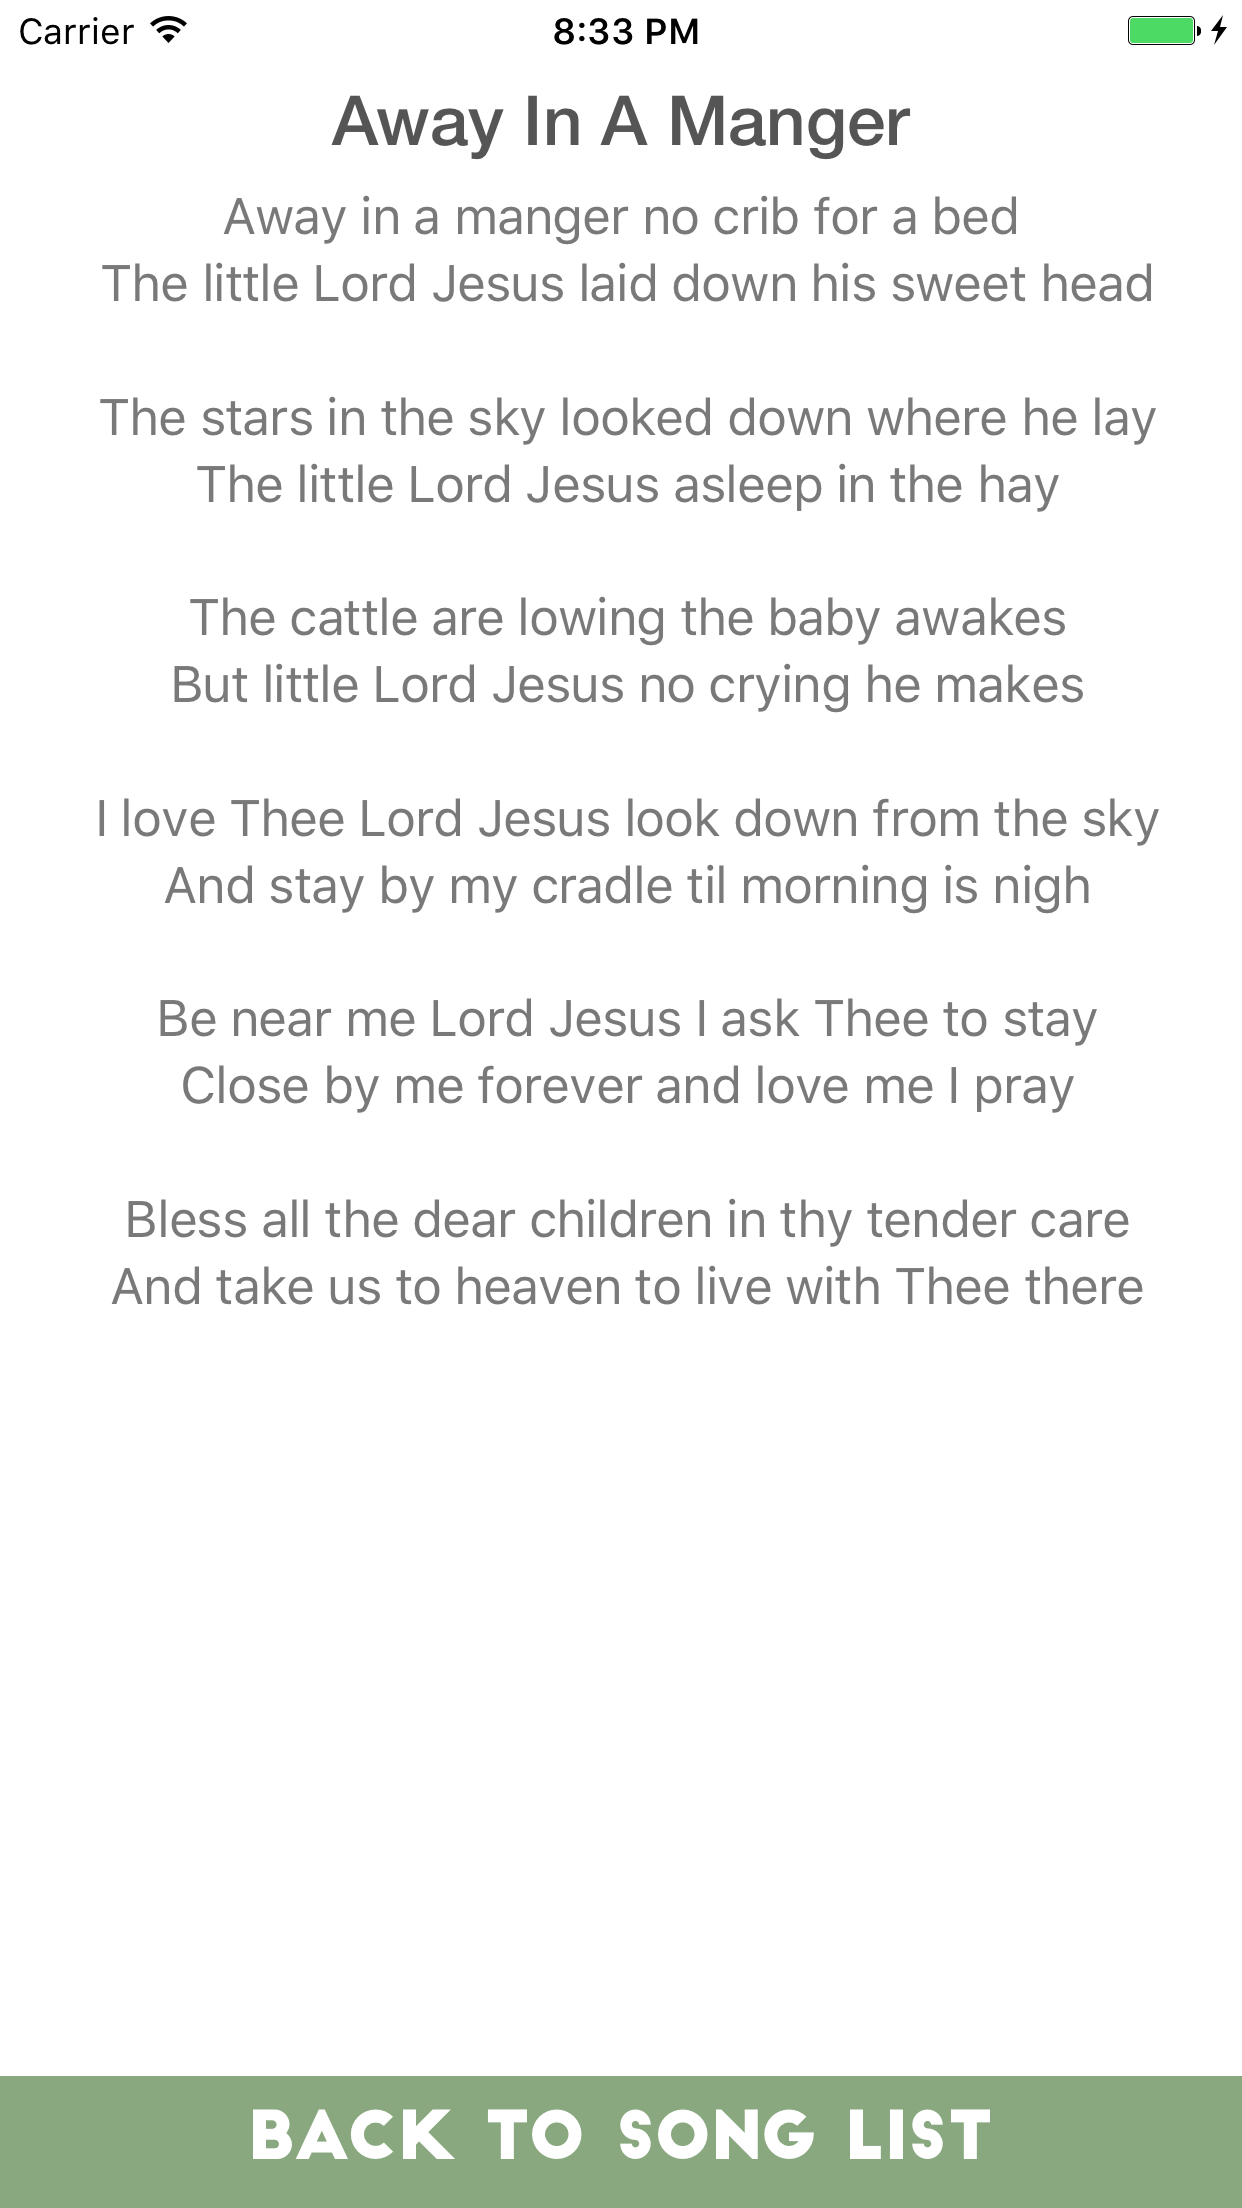 Carrier 8:33 PM
Away In A Manger
Away in a manger no crib for a bed
The little Lord Jesus laid down his sweet head
The stars in the sky looked down where he lay
The little Lord Jesus asleep in the hay
The cattle are lowing the baby awakes
But little Lord Jesus no crying he makes
I love Thee Lord Jesus look down from the sky
And stay by my cradle til morning is nigh
Be near me Lord Jesus I ask Thee to stay
Close by me forever and love me I pray
Bless all the dear children in thy tender care
And take us to heaven to live with Thee there
BACK TO SONG LIST